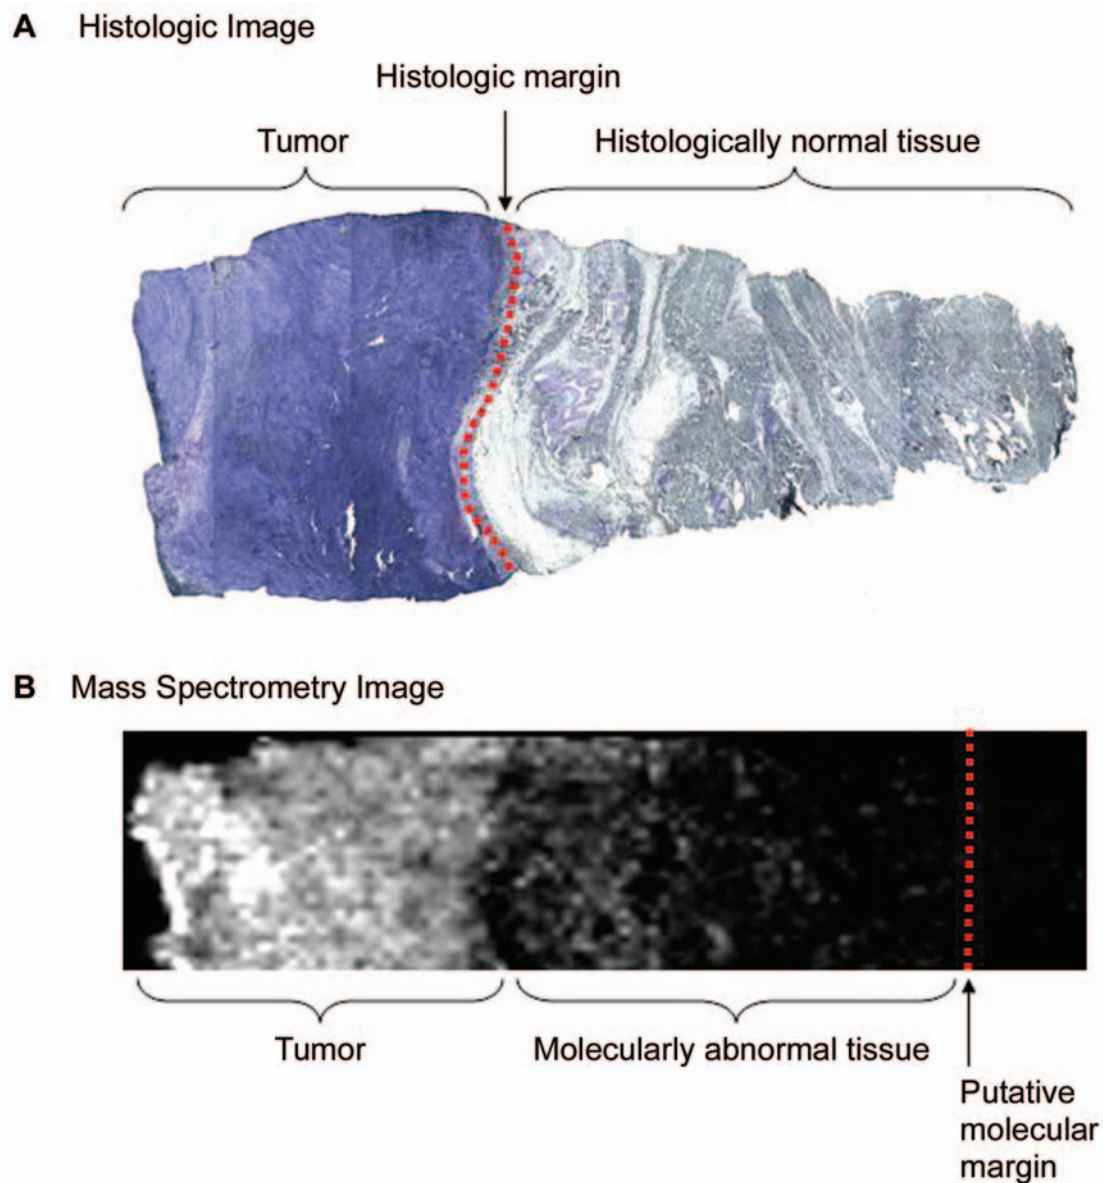 A Histologic Image
Histologic margin
Tumor
Histologically normal tissue
B Mass Spectrometry Image
Tumor
Molecularly abnormal tissue
Putative
molecular
margin